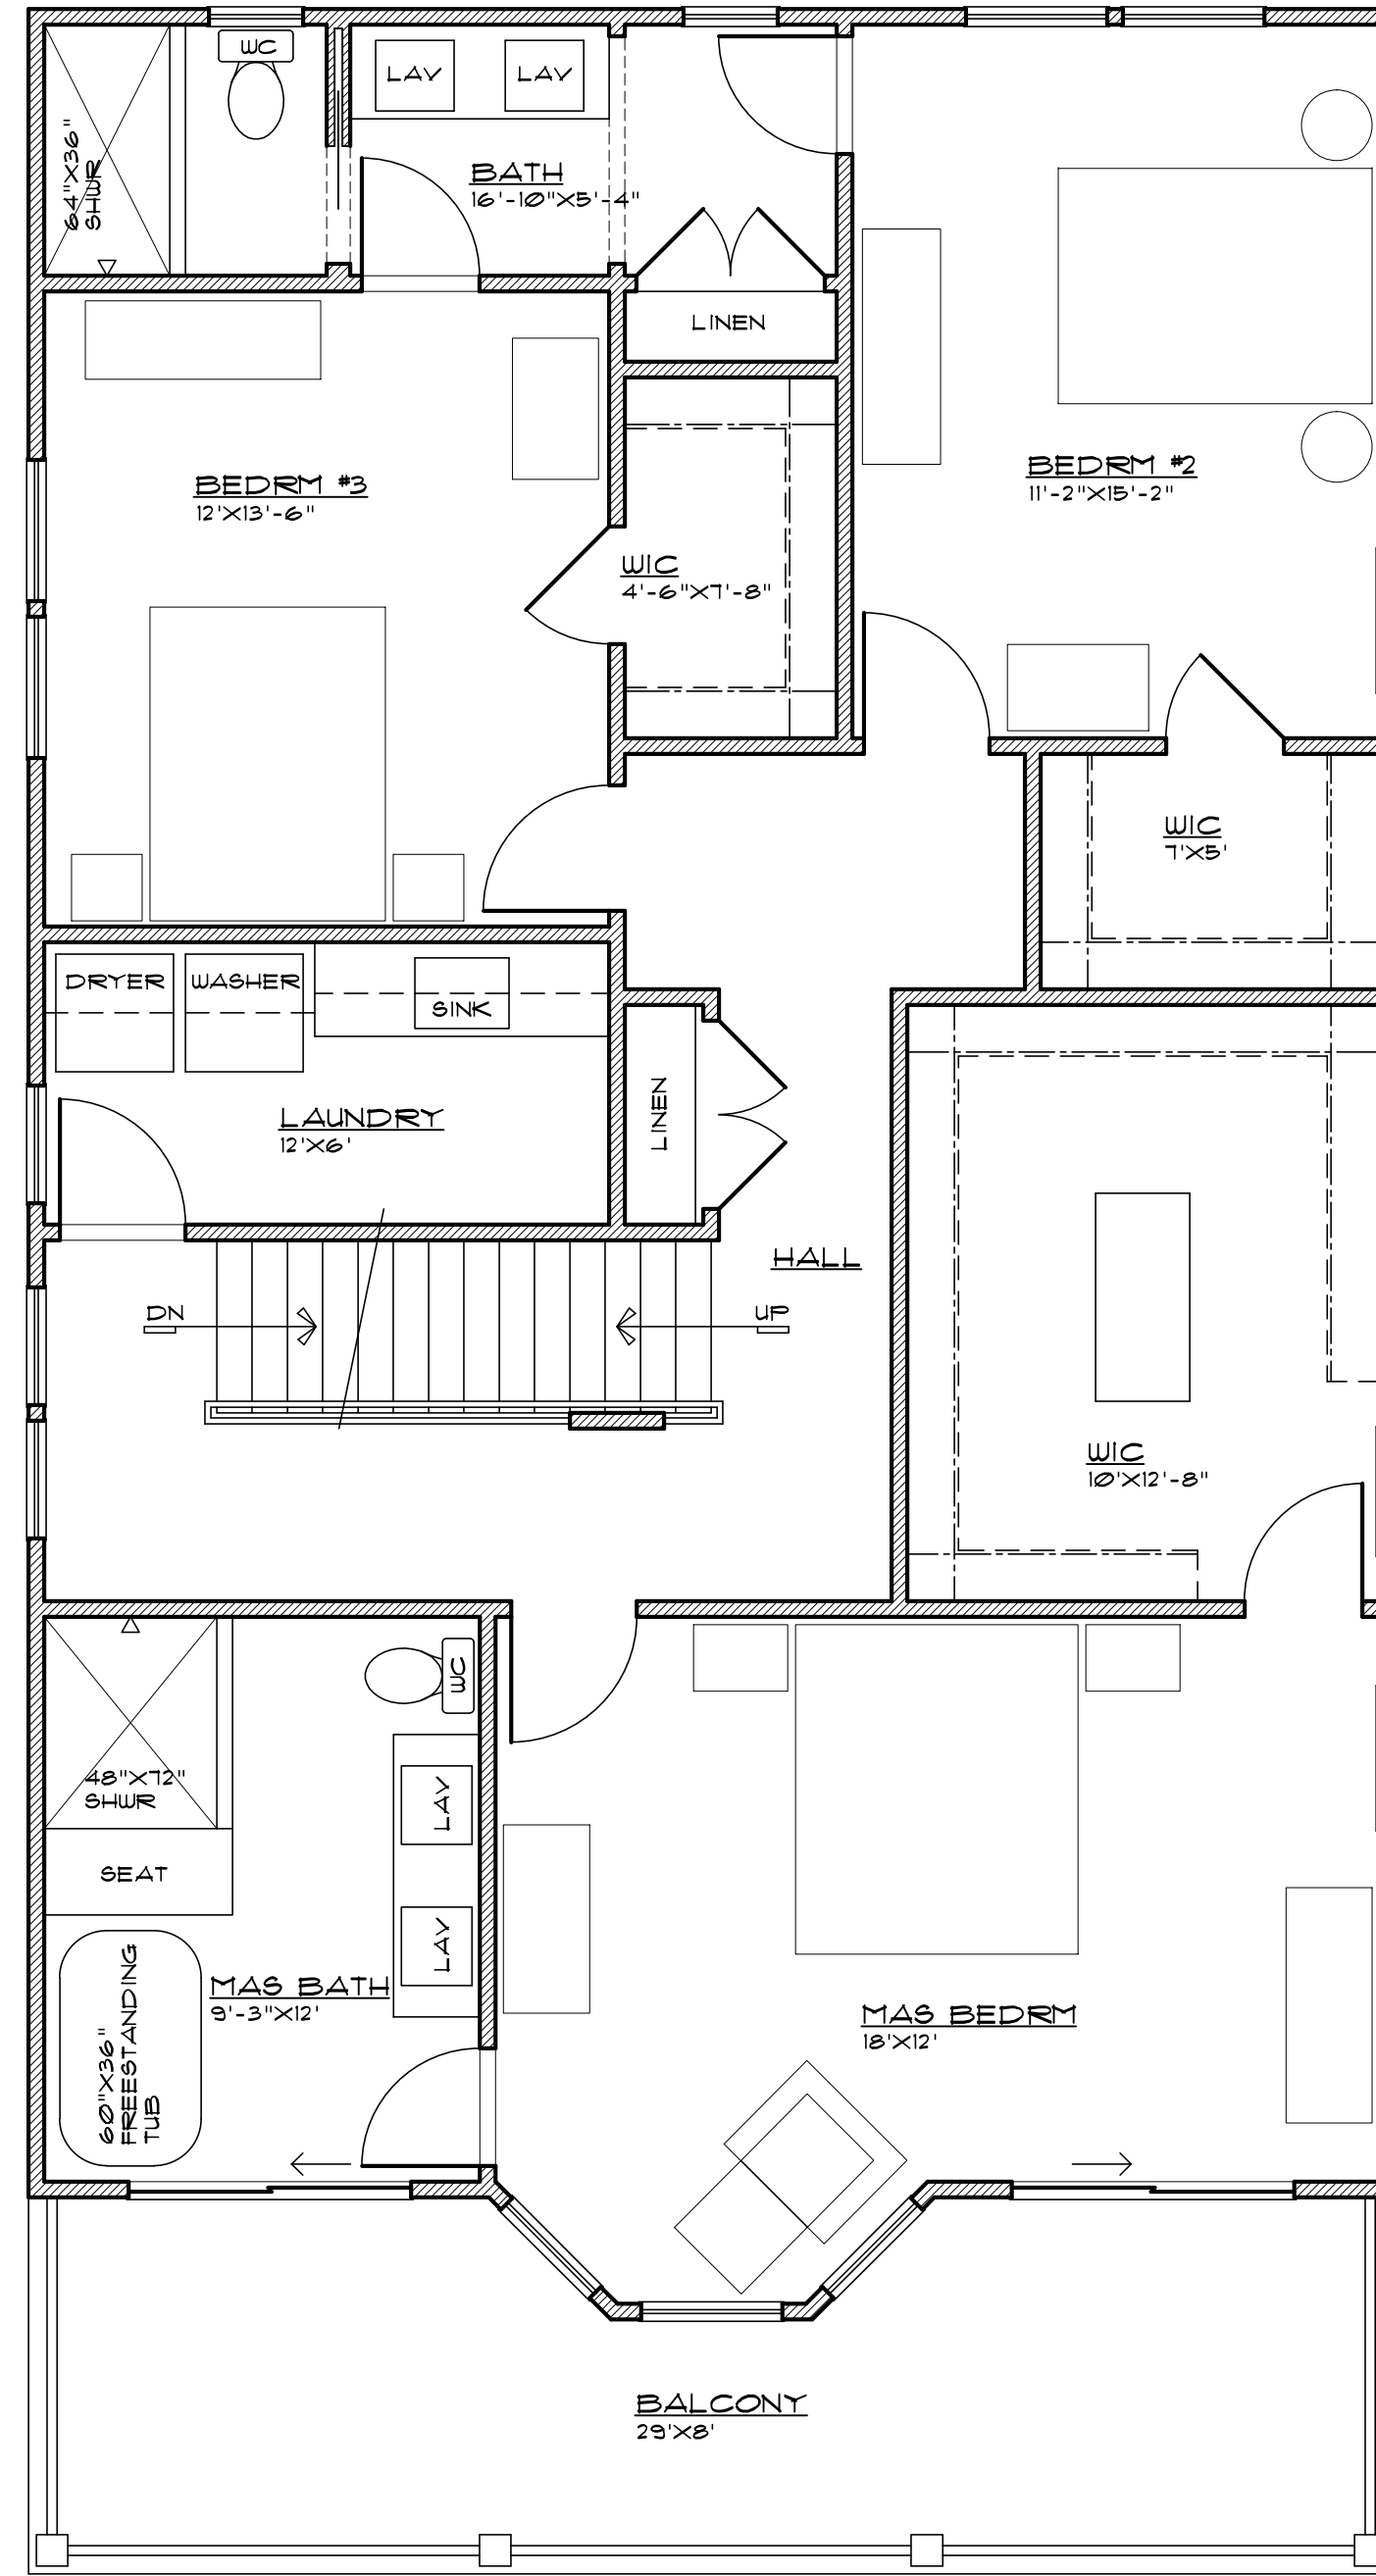 WC
LAV
LAV
64"X36"
SHWR
BATH
16'-10"X5'-4"
LINEN
BEDRM #3
12'X13'-6"
BEDRM #2
11'-2"X15'-2"
WIC
4'-6"X7'-8"
WIC
7'X5'
DRYER
WASHER
SINK
LAUNDRY
12'X6'
LINEN
HALL
DN
UP
WIC
10'X12'-8"
WC
48"X72"
SHWR
LAV
SEAT
LAV
MAS BATH
9'-3"X12'
60"X36"
FREESTANDING
TUB
MAS BEDRM
18'X12'
BALCONY
29'X8'